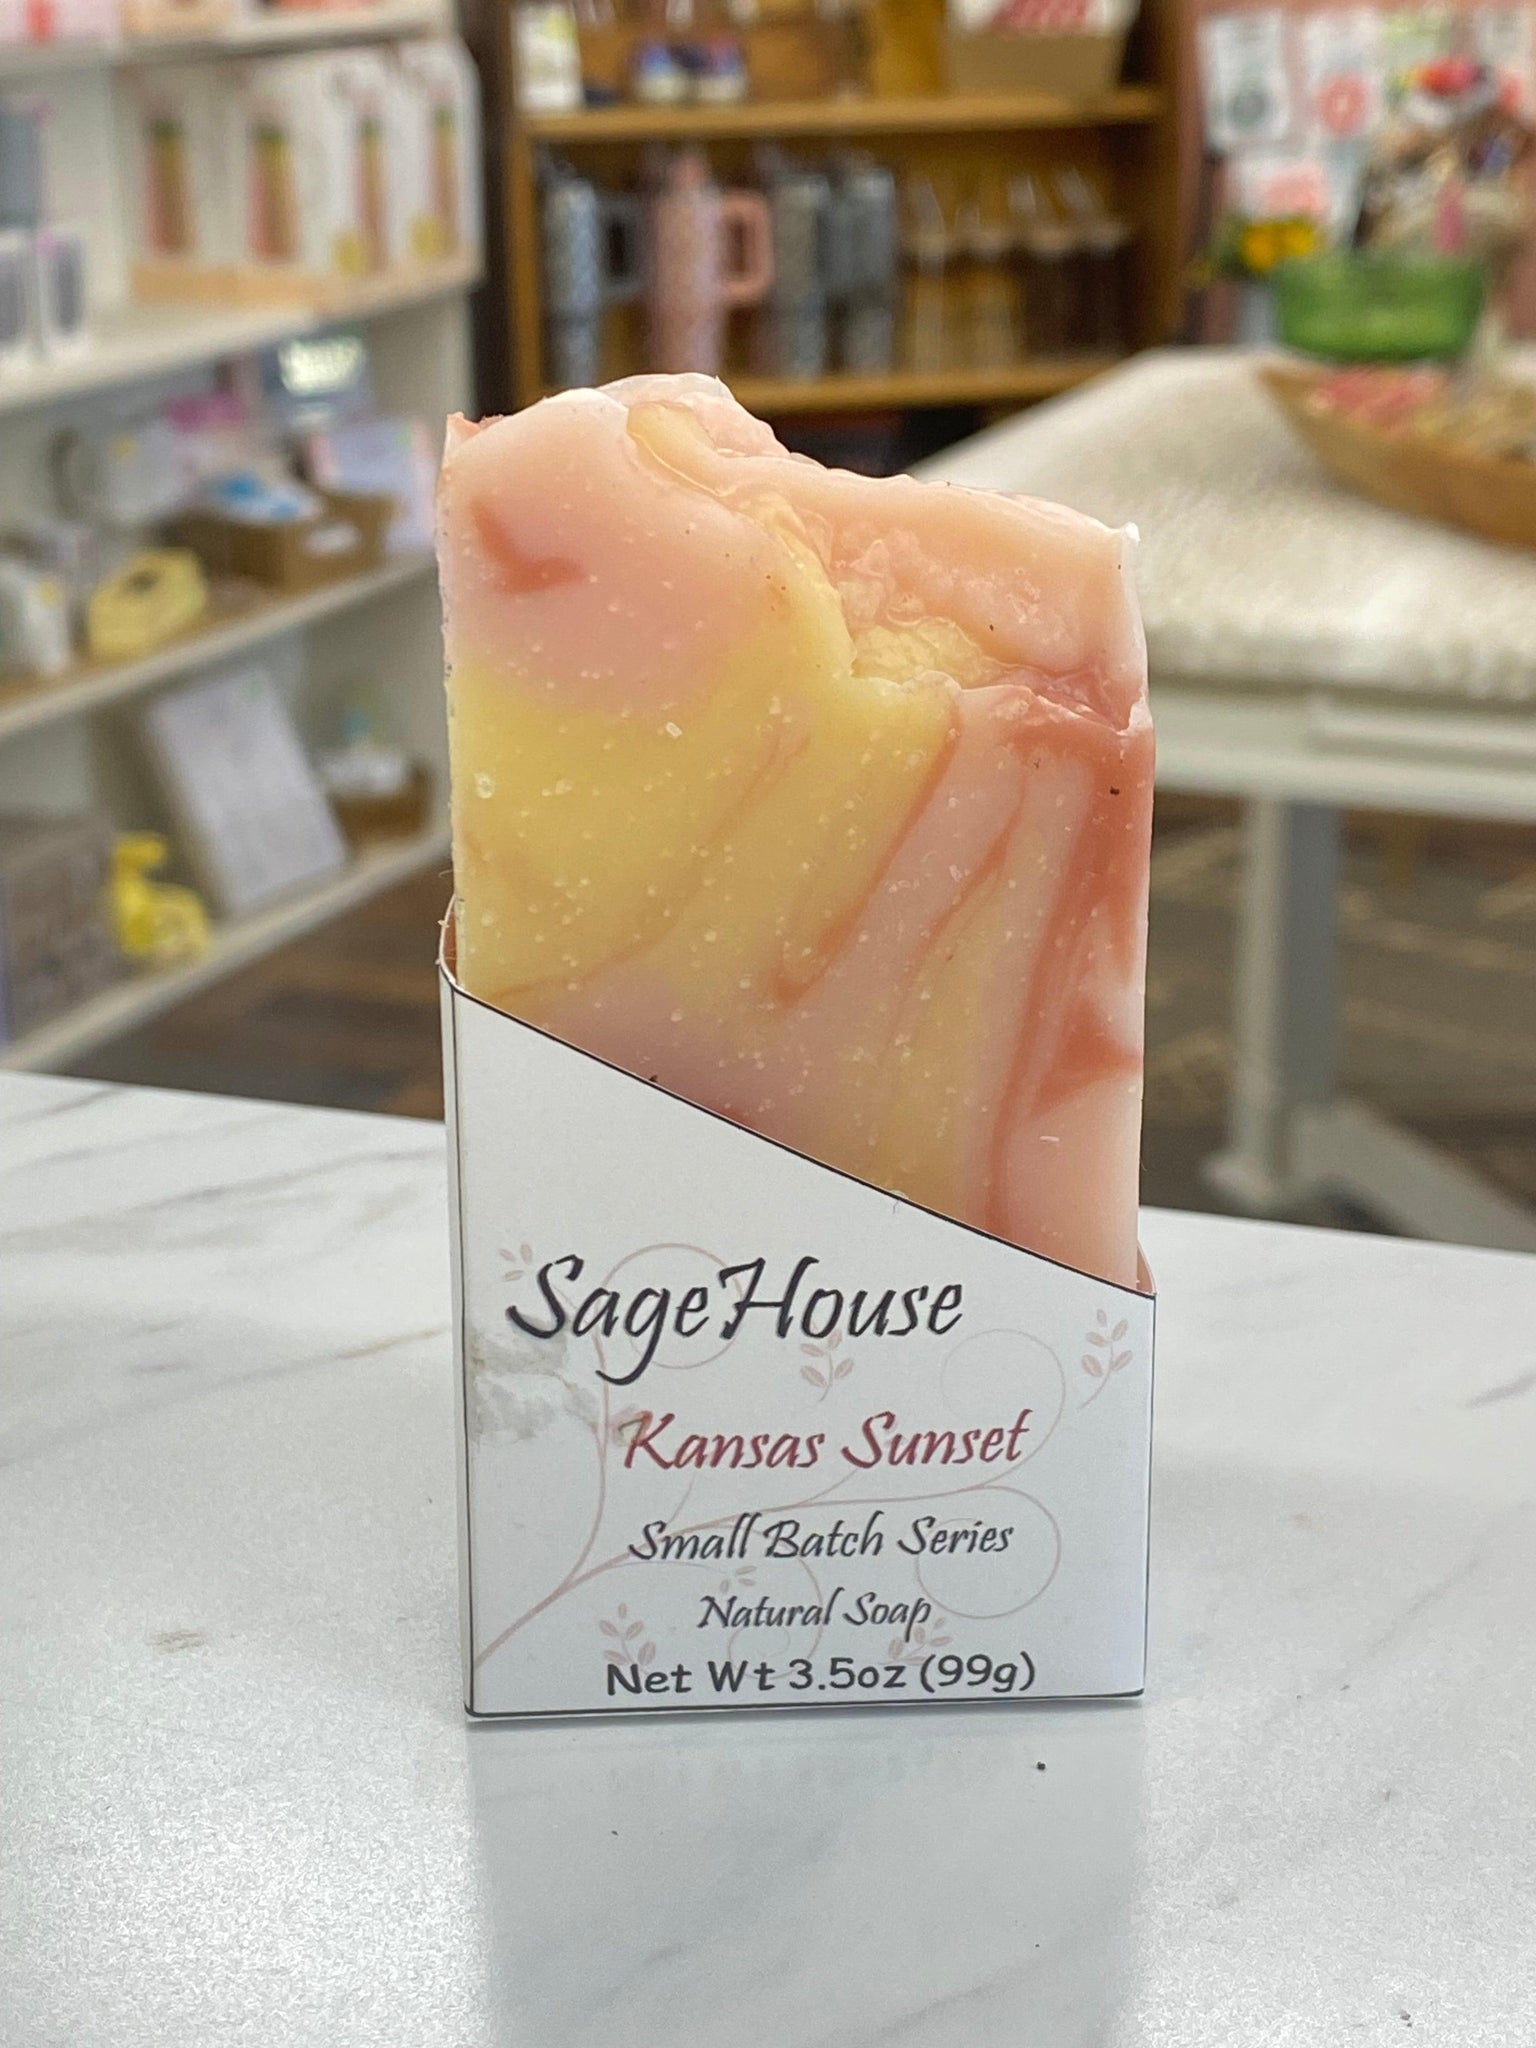 SageHouse
Kansas Sunset
Small Batch Series
Natural Soap
Net Wt 3.5oz (99g)